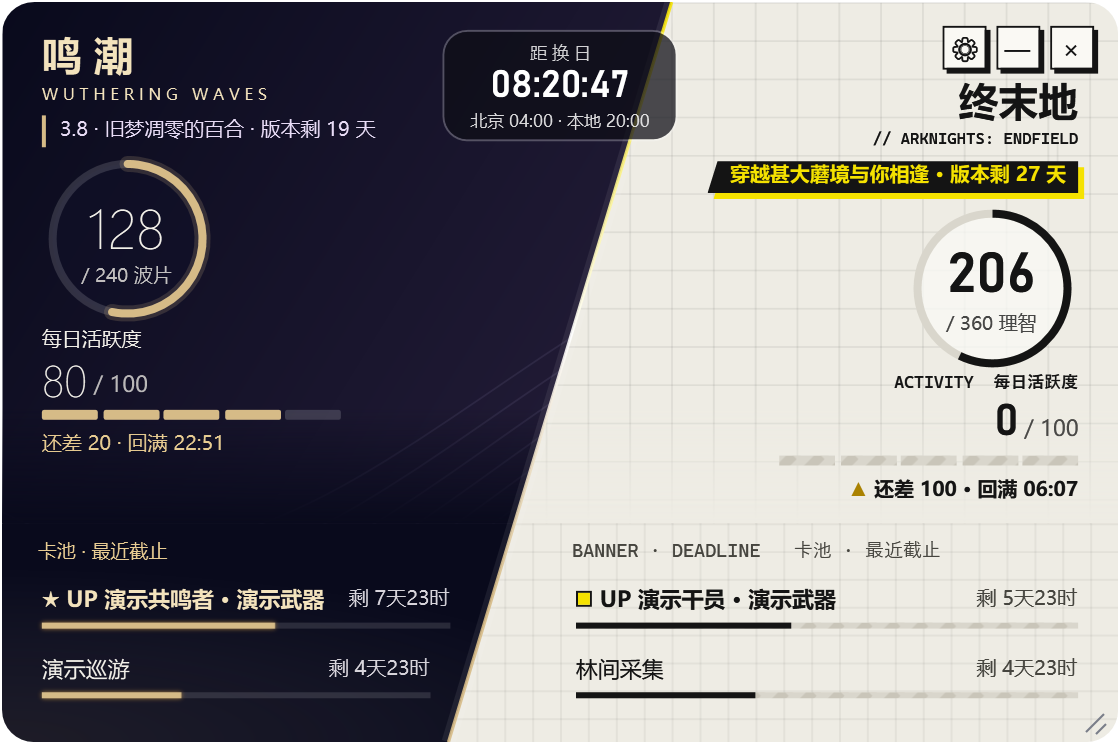 鸣潮
WUTHERING WAVES
3.8 · 旧梦凋零的百合 · 版本剩 19 天
128
/ 240 波片
每日活跃度
80 / 100
还差 20 · 回满 22:51
距换日
08:20:47
北京 04:00 · 本地 20:00
终末地
// ARKNIGHTS: ENDFIELD
穿越甚大蘑境与你相逢 • 版本剩 27 天
206
/ 360 理智
ACTIVITY 每日活跃度
0 / 100
▲ 还差 100 • 回满 06:07
卡池 · 最近截止
★ UP 演示共鸣者 • 演示武器 剩 7天23时
演示巡游 剩 4天23时
BANNER · DEADLINE 卡池 · 最近截止
UP 演示干员 • 演示武器 剩 5天23时
林间采集 剩 4天23时